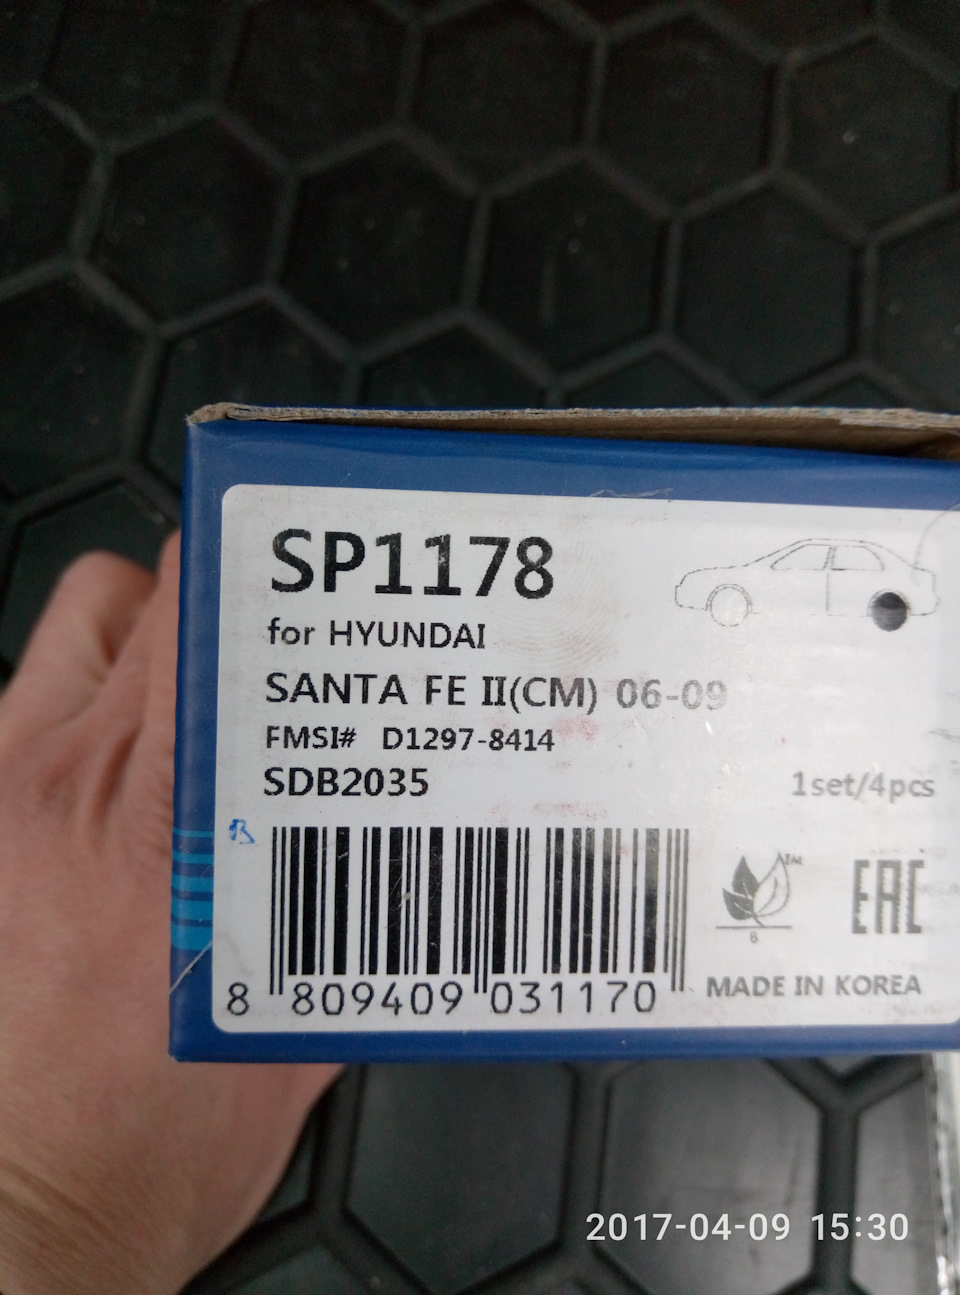 SP1178
for HYUNDAI
SANTA FE II(CM) 06-09
FMSI# D1297-8414
SDB2035
1set/4pcs
B
TM
B
EAC
8 809409 031170
MADE IN KOREA
2017-04-09 15:30